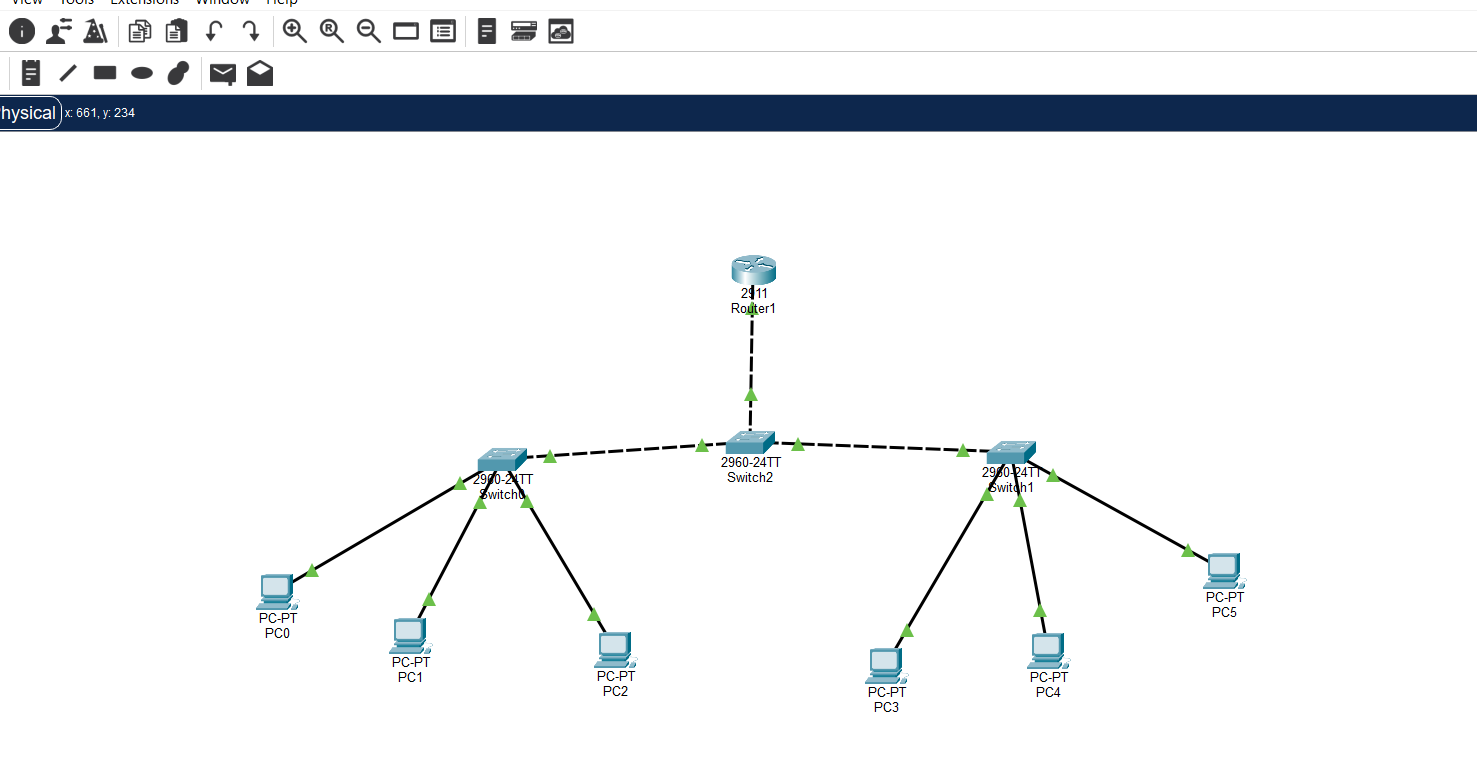 View Tools Extensions Window Help
hysical x: 661, y: 234
2911
Router1
2960-24TT
Switch2
2960-24TT
Switch0
2960-24TT
Switch1
PC-PT
PC0
PC-PT
PC1
PC-PT
PC2
PC-PT
PC3
PC-PT
PC4
PC-PT
PC5